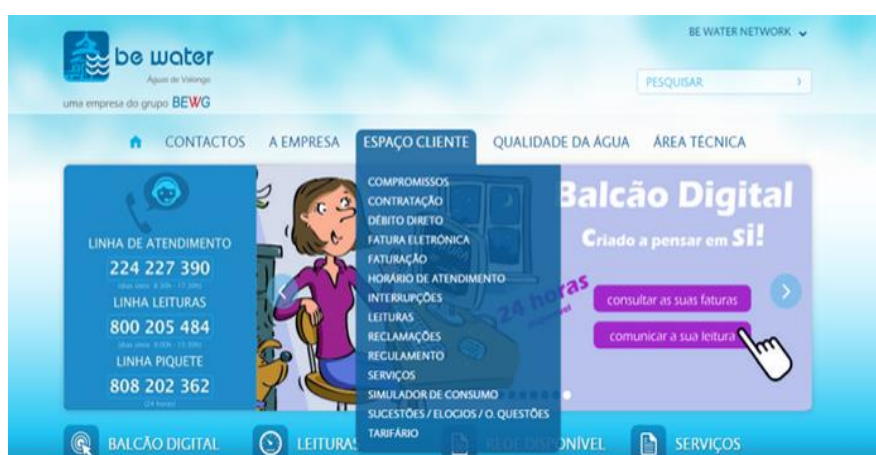 BE WATER NETWORK
be water
Águas de Valongo
uma empresa do grupo BEWG
PESQUISAR
CONTACTOS A EMPRESA ESPAÇO CLIENTE QUALIDADE DA ÁGUA ÁREA TÉCNICA
LINHA DE ATENDIMENTO
224 227 390
LINHA LEITURAS
800 205 484
LINHA PIQUETE
808 202 362
(24 horas)
COMPROMISSOS
CONTRATAÇÃO
DÉBITO DIRETO
FATURA ELETRÓNICA
FATURAÇÃO
HORÁRIO DE ATENDIMENTO
INTERRUPÇÕES
LEITURAS
RECLAMAÇÕES
REGULAMENTO
SERVIÇOS
SIMULADOR DE CONSUMO
SUGESTÕES / ELOGIOS / O. QUESTÕES
TARIFÁRIO
Balcão Digital
Criado a pensar em si!
24 horas
consultar as suas faturas
comunicar a sua leitura
BALCÃO DIGITAL LEITURAS REDE DISPONÍVEL SERVIÇOS